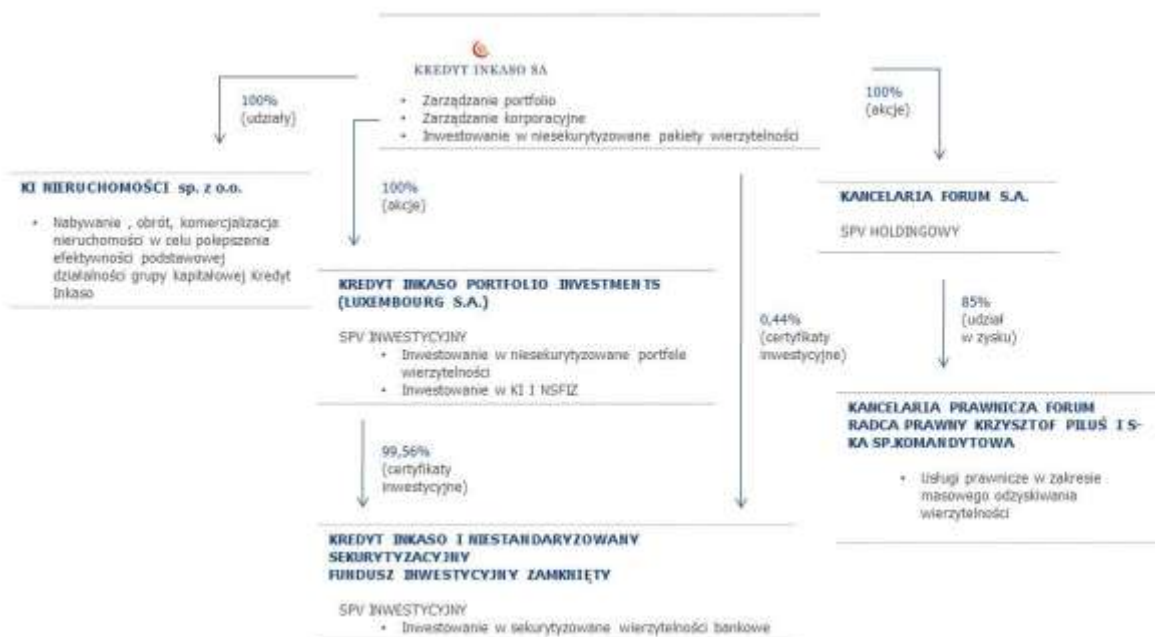 KREDYT INKASO SA
• Zarządzanie portfolio
• Zarządzanie korporacyjne
• Inwestowanie w niesekurytyzowane pakiety wierzytelności
100%
(udziały)
100%
(akcje)
KI NIERUCHOMOŚCI sp. z o.o.
• Nabywanie , obrót, komercjalizacja
nieruchomości w celu polepszenia
efektywności podstawowej
działalności grupy kapitałowej Kredyt
Inkaso
100%
(akcje)
KANCELARIA FORUM S.A.
SPV HOLDINGOWY
KREDYT INKASO PORTFOLIO INVESTMENTS
(LUXEMBOURG S.A.)
SPV INWESTYCYJNY
• Inwestowanie w niesekurytyzowane portfele
wierzytelności
• Inwestowanie w KI I NSFIZ
0,44%
(certyfikaty
inwestycyjne)
85%
(udział
w zysku)
KANCELARIA PRAWNICZA FORUM
RADCA PRAWNY KRZYSZTOF PILUŚ I S-
KA SP.KOMANDYTOWA
• Usługi prawnicze w zakresie
masowego odzyskiwania
wierzytelności
99,56%
(certyfikaty
inwestycyjne)
KREDYT INKASO I NIESTANDARYZOWANY
SEKURYTYZACYJNY
FUNDUSZ INWESTYCYJNY ZAMKNIĘTY
SPV INWESTYCYJNY
• Inwestowanie w sekurytyzowane wierzytelności bankowe